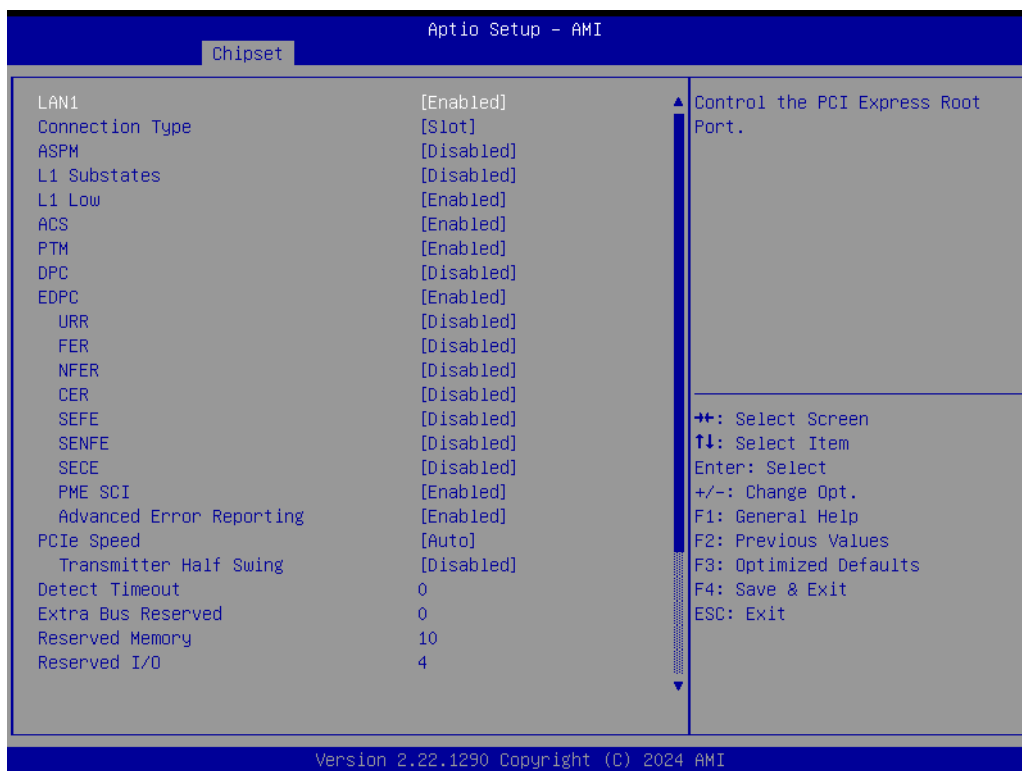 Aptio Setup – AMI
Chipset
LAN1 [Enabled]
Connection Type [Slot]
ASPM [Disabled]
L1 Substates [Disabled]
L1 Low [Enabled]
ACS [Enabled]
PTM [Enabled]
DPC [Disabled]
EDPC [Enabled]
URR [Disabled]
FER [Disabled]
NFER [Disabled]
CER [Disabled]
SEFE [Disabled]
SENFE [Disabled]
SECE [Disabled]
PME SCI [Enabled]
Advanced Error Reporting [Enabled]
PCIe Speed [Auto]
Transmitter Half Swing [Disabled]
Detect Timeout 0
Extra Bus Reserved 0
Reserved Memory 10
Reserved I/O 4
Control the PCI Express Root
Port.
→←: Select Screen
↑↓: Select Item
Enter: Select
+/-: Change Opt.
F1: General Help
F2: Previous Values
F3: Optimized Defaults
F4: Save & Exit
ESC: Exit
Version 2.22.1290 Copyright (C) 2024 AMI